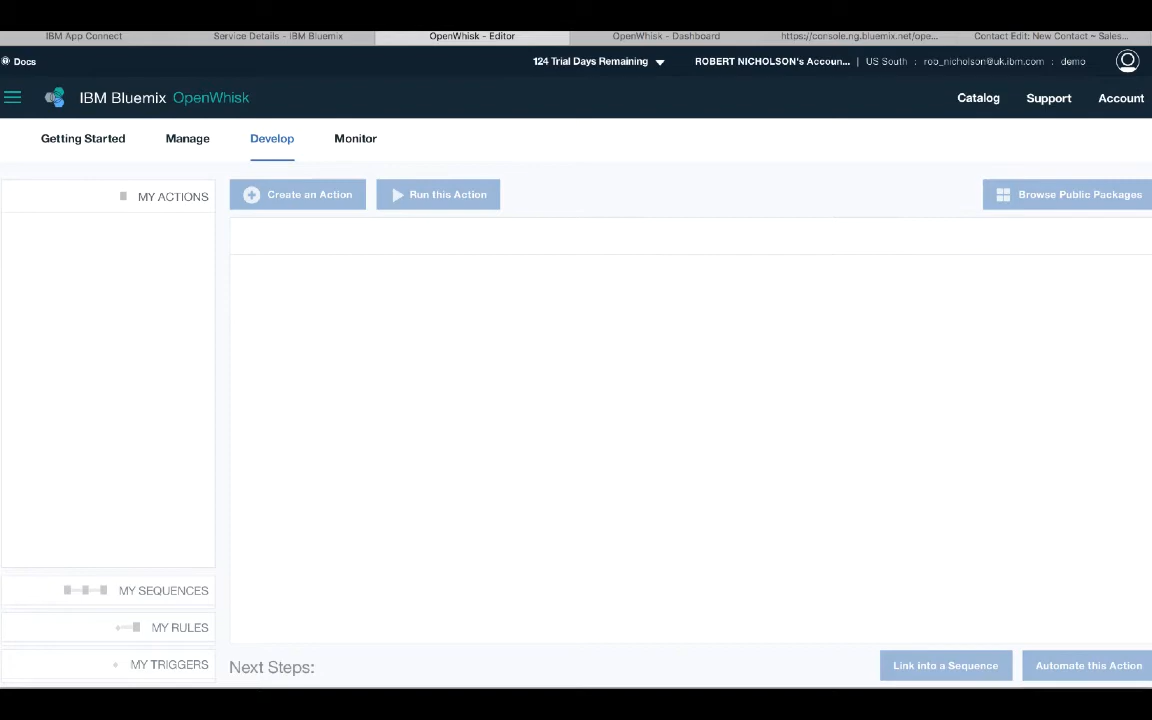 IBM App Connect
Service Details - IBM Bluemix
OpenWhisk - Editor
OpenWhisk - Dashboard
https://console.ng.bluemix.net/ope...
Contact Edit: New Contact ~ Sales...
Docs
124 Trial Days Remaining
ROBERT NICHOLSON's Accoun... | US South : rob_nicholson@uk.ibm.com : demo
IBM Bluemix OpenWhisk
Catalog
Support
Account
Getting Started
Manage
Develop
Monitor
MY ACTIONS
Create an Action
Run this Action
Browse Public Packages
MY SEQUENCES
MY RULES
MY TRIGGERS
Next Steps:
Link into a Sequence
Automate this Action